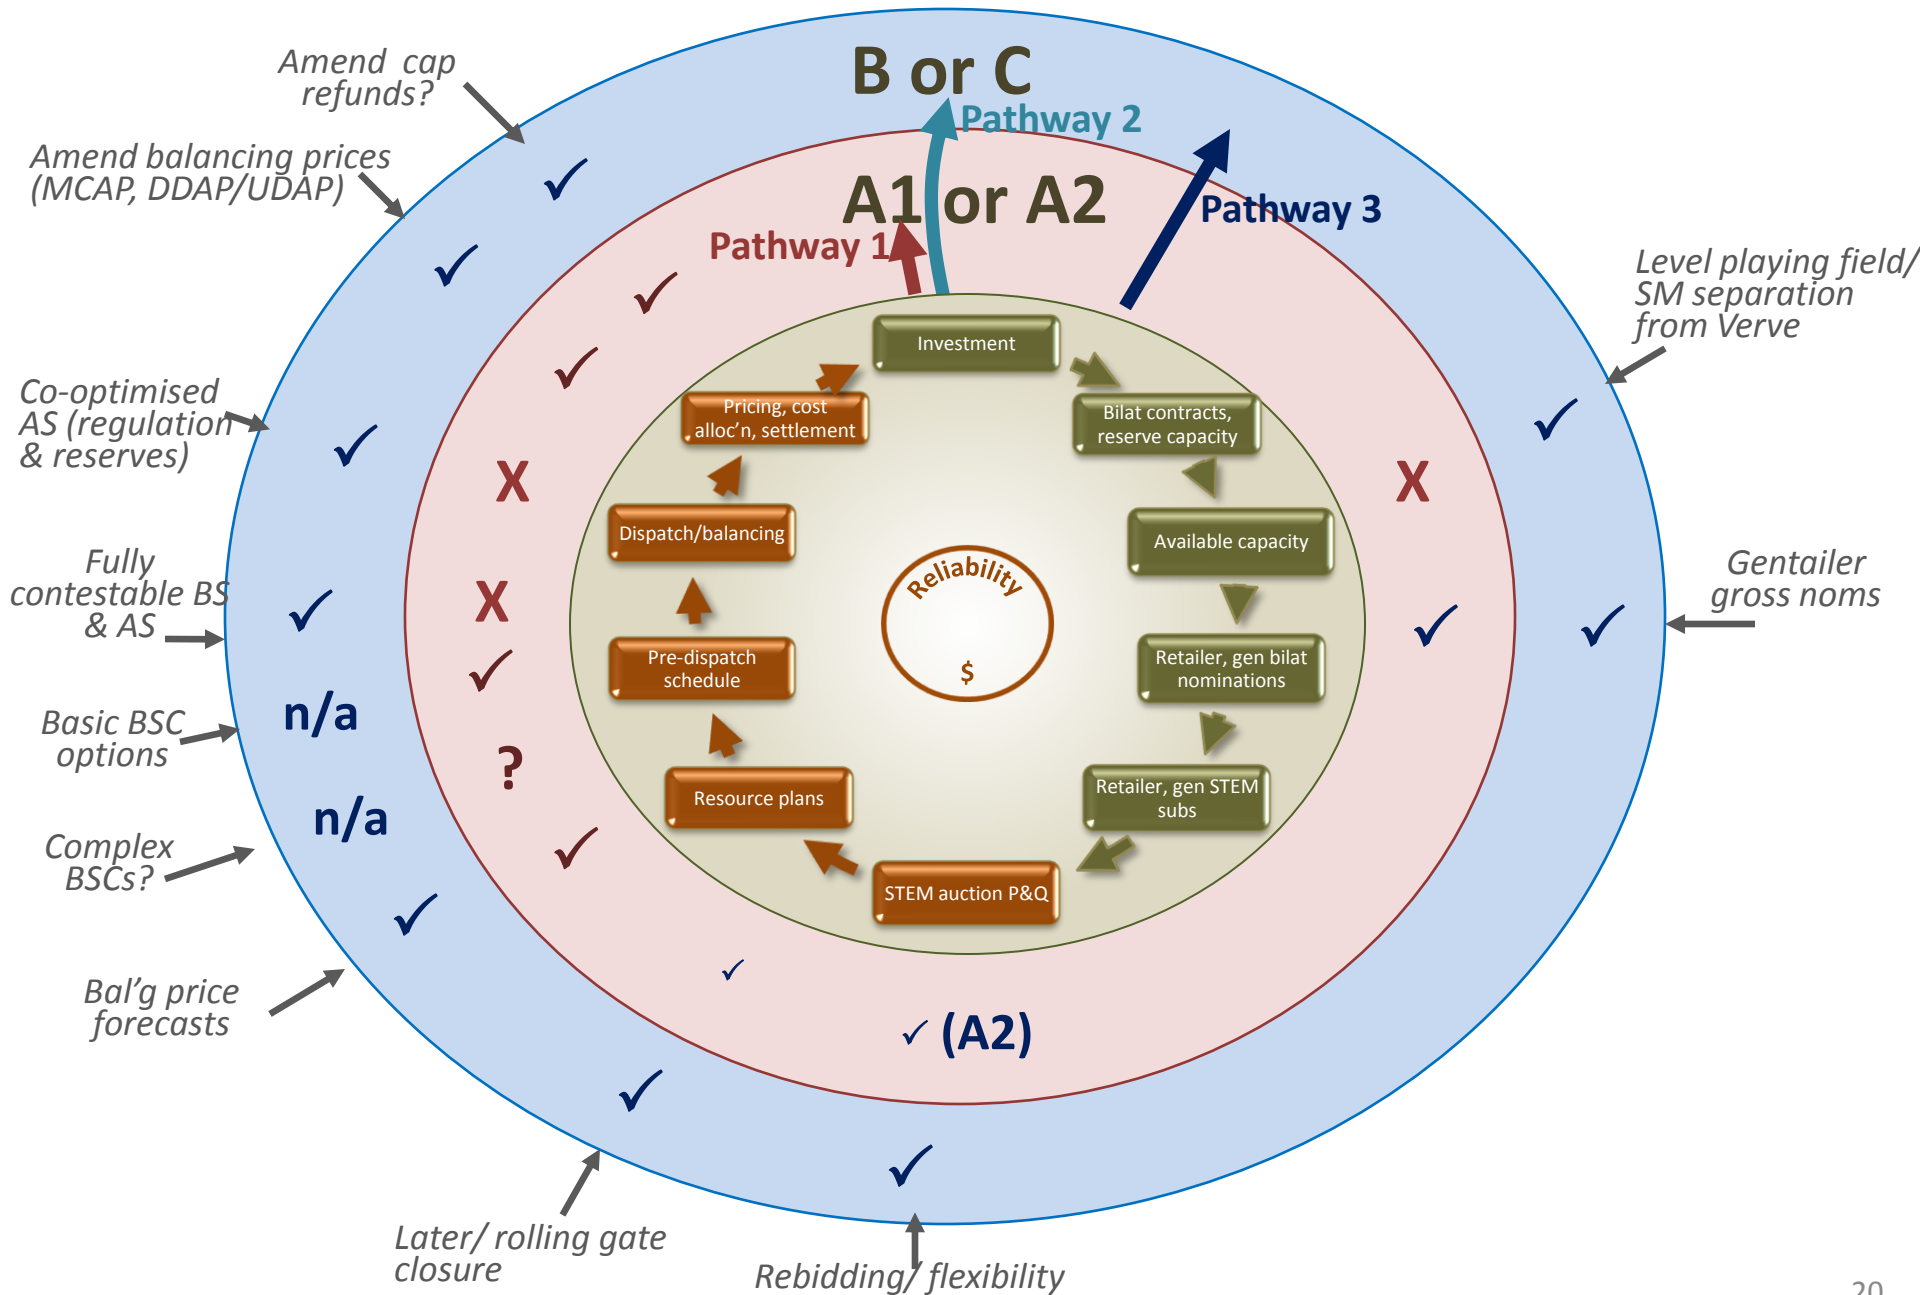 B or C
Pathway 2
A1 or A2
Pathway 1
Pathway 3
Amend cap
refunds?
Amend balancing prices
(MCAP, DDAP/UDAP)
Co-optimised
AS (regulation
& reserves)
Fully
contestable BS
& AS
Basic BSC
options
Complex
BSCs?
Bal'g price
forecasts
Later/ rolling gate
closure
Rebidding/ flexibility
Level playing field/
SM separation
from Verve
Gentailer
gross noms
✓
✓
✓
✓
n/a
n/a
✓
✓
✓
✓
✓
✓
✓
X
X
✓
?
✓
✓
✓ (A2)
X
✓
Investment
Bilat contracts,
reserve capacity
Available capacity
Retailer, gen bilat
nominations
Retailer, gen STEM
subs
STEM auction P&Q
Resource plans
Pre-dispatch
schedule
Dispatch/balancing
Pricing, cost
alloc'n, settlement
Reliability
$
20